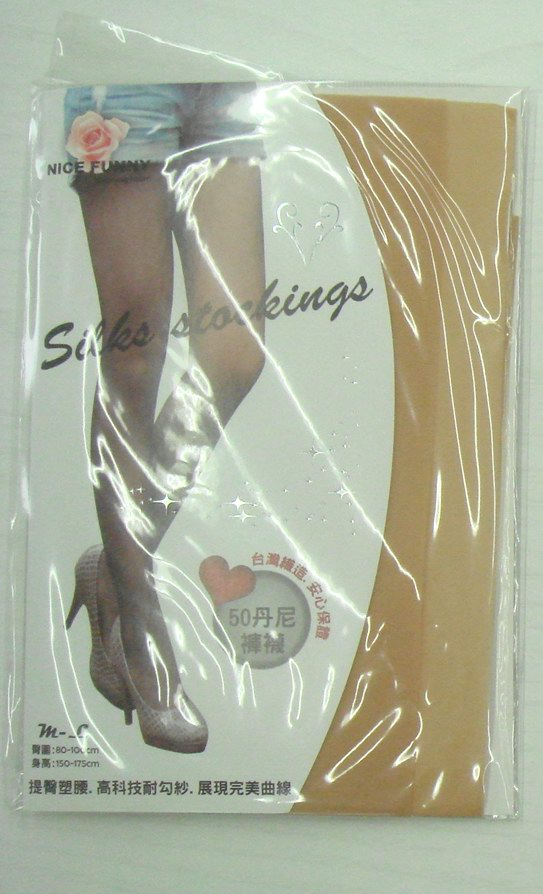 NICE FUNNY
Silks stockings
台灣織造.安心保證
50丹尼
褲襪
M-L
臀圍:80-100cm
身高:150-175cm
提臀塑腰.高科技耐勾紗.展現完美曲線